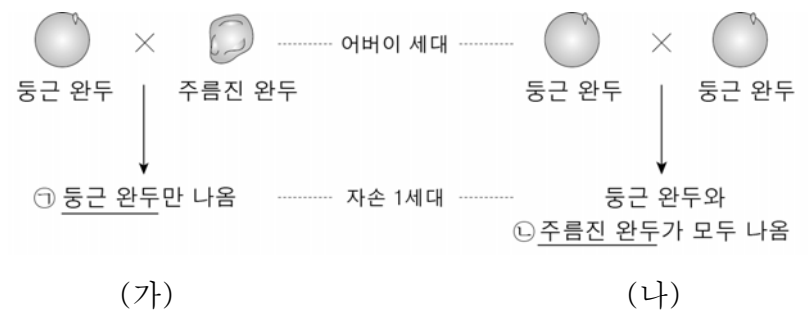 × 어버이 세대 ×
둥근 완두 주름진 완두 둥근 완두 둥근 완두
㉠ 둥근 완두만 나옴 자손 1세대 둥근 완두와
㉡ 주름진 완두가 모두 나옴
(가) (나)